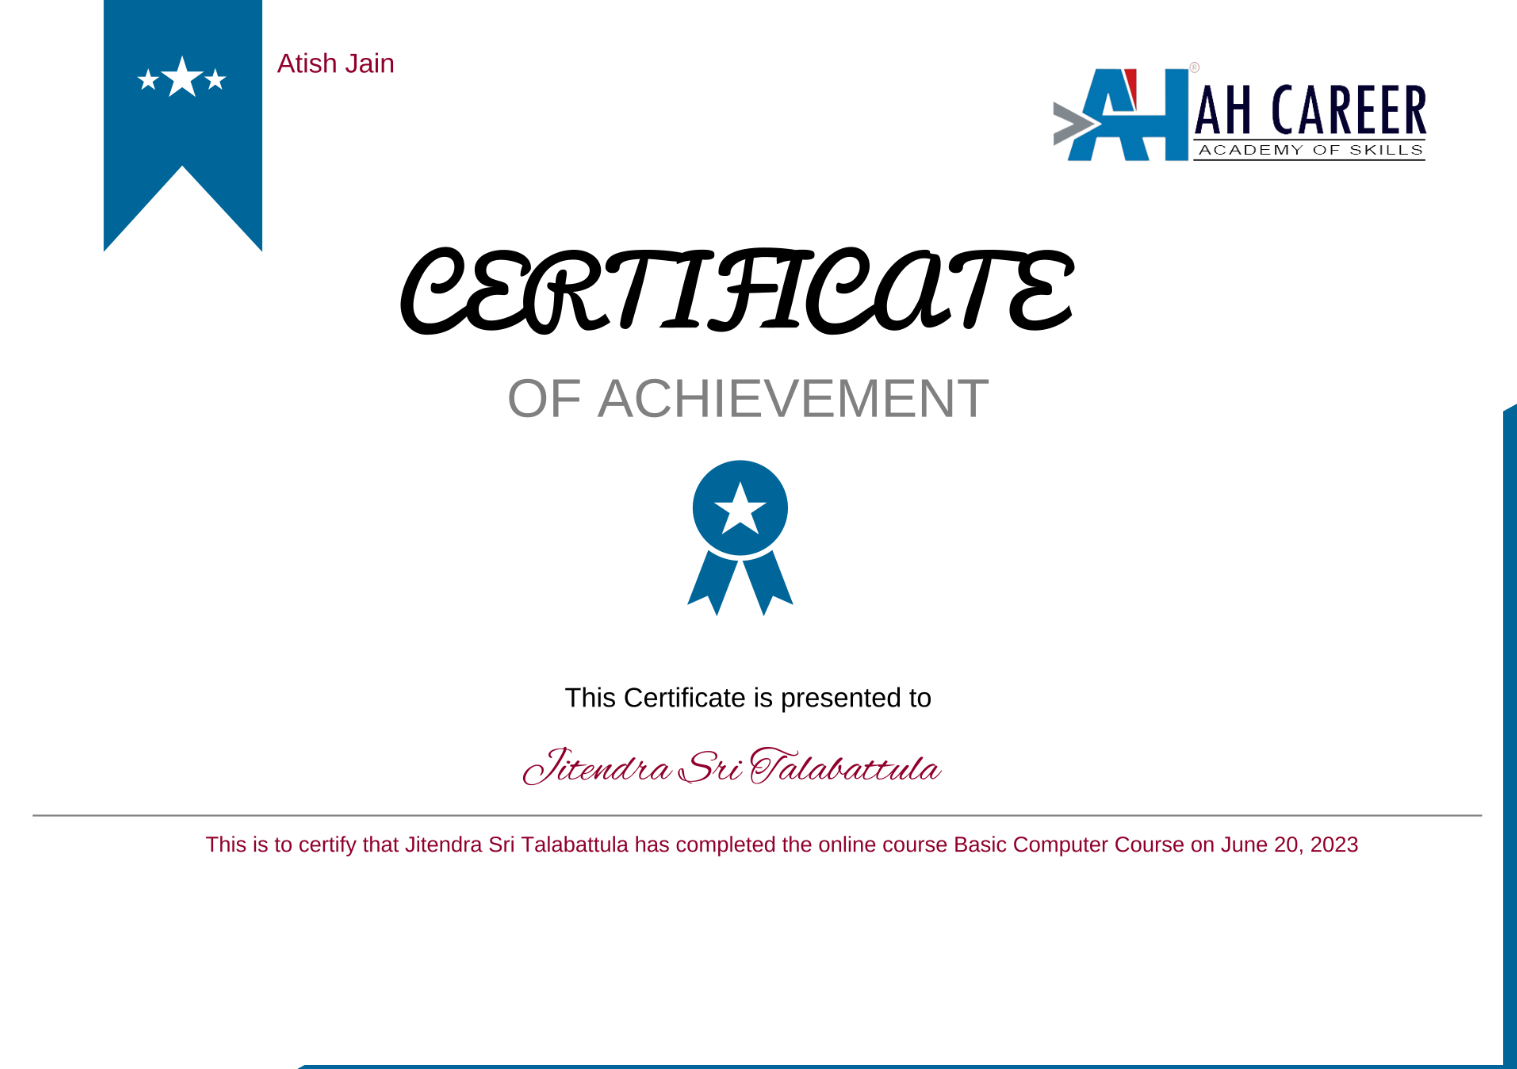 Atish Jain
AH ®
AH CAREER
ACADEMY OF SKILLS
CERTIFICATE
OF ACHIEVEMENT
This Certificate is presented to
Jitendra Sri Talabattula
This is to certify that Jitendra Sri Talabattula has completed the online course Basic Computer Course on June 20, 2023